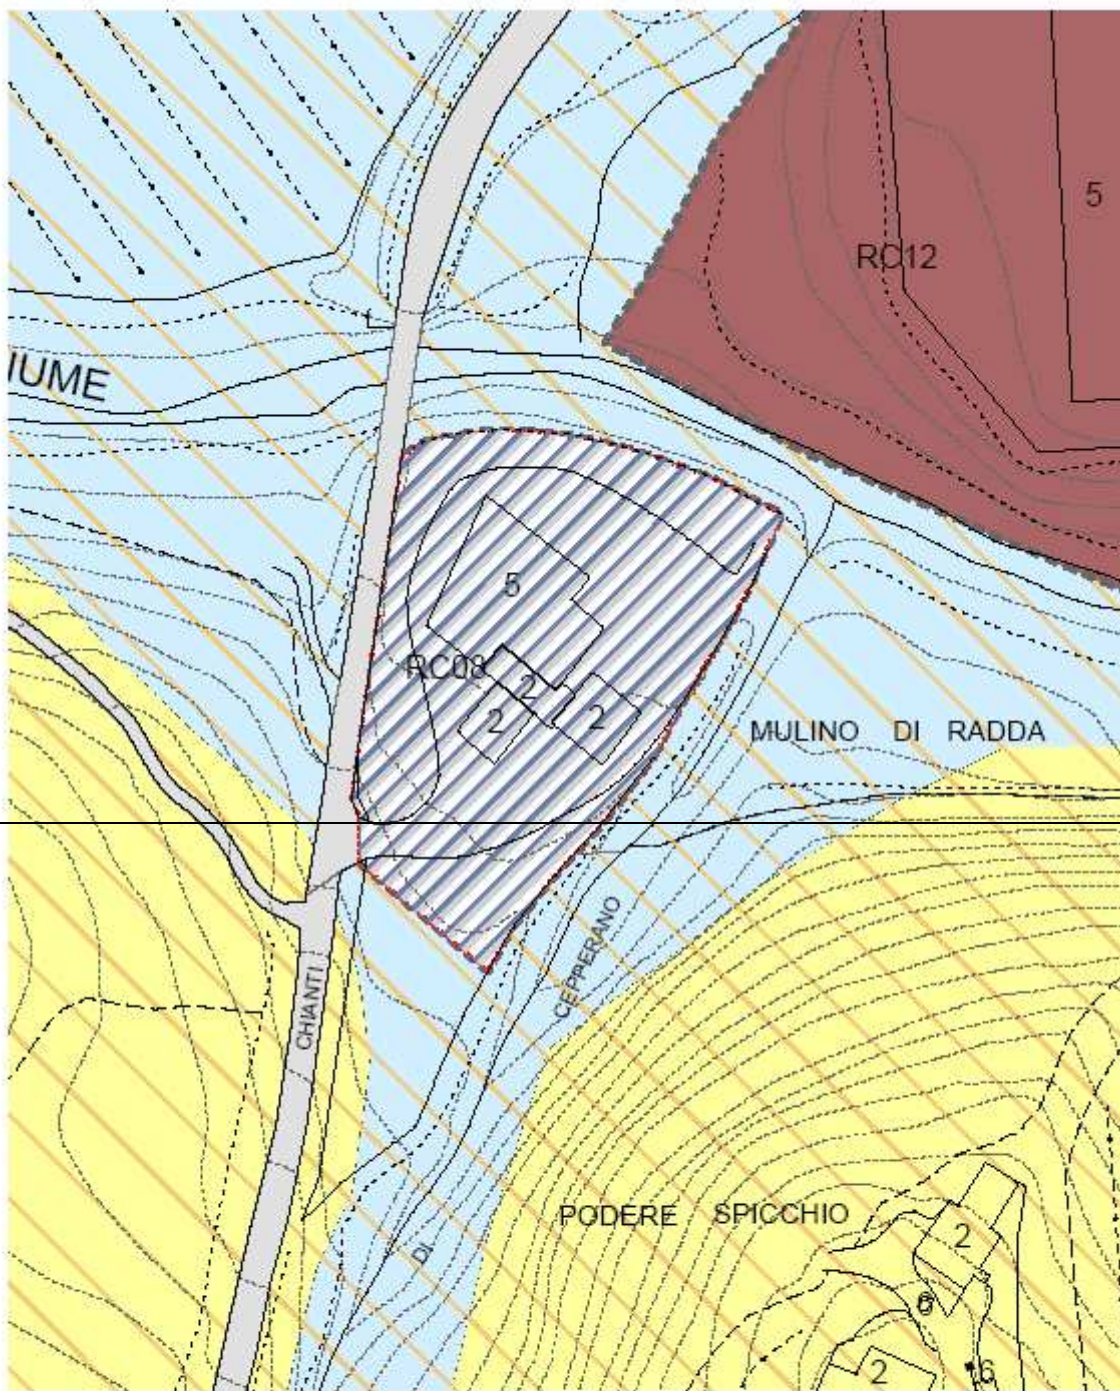 5
RC12
IUME
5
RC08
2
2
2
MULINO DI RADDA
CEPPERANO
CHIANTI
PODERE SPICCHIO
2
DI
6
2
6